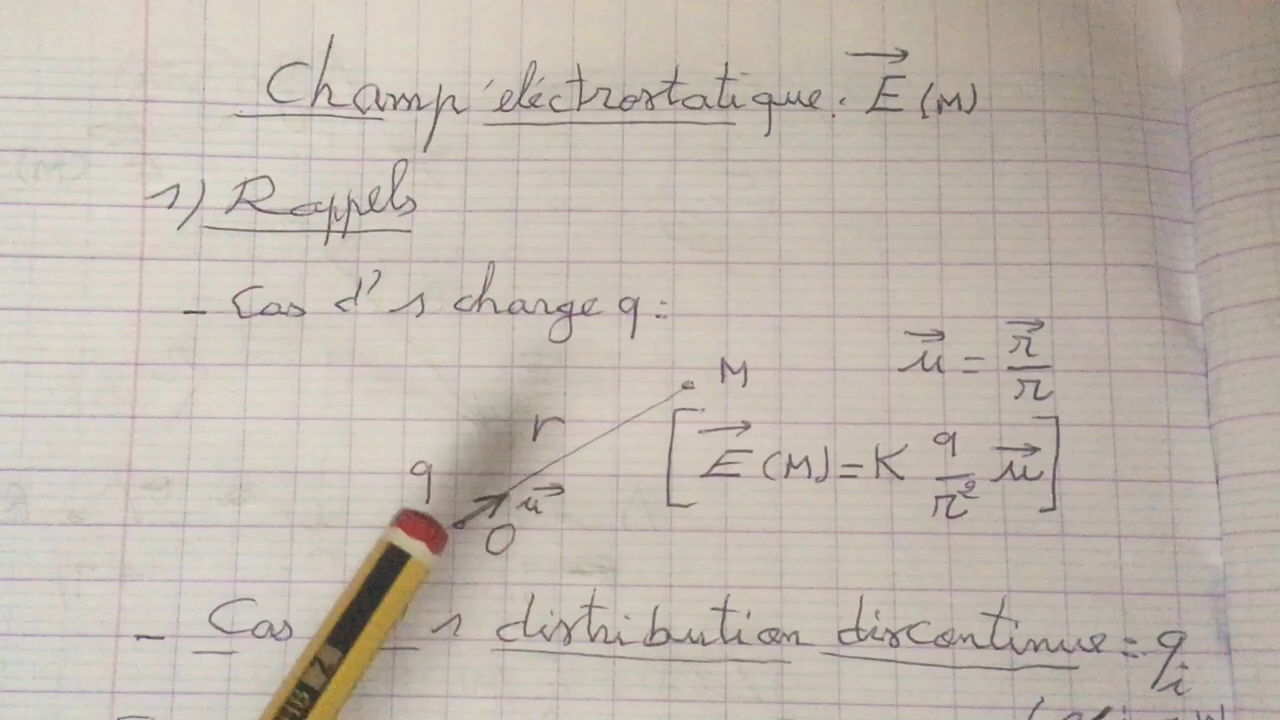 Champ électrostatique. E⃗(M)
1) Rappels
- Cas d'1 charge q:
M
u⃗ = r⃗/r
r
[E⃗(M) = K q/r² u⃗]
q
u⃗
O
- Cas 1 distribution discontinue: qi